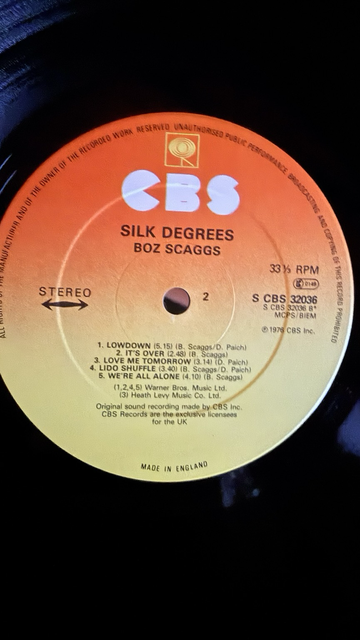 ALL RIGHTS OF THE MANUFACTURER AND OF THE OWNER OF THE RECORDED WORK RESERVED. UNAUTHORISED PUBLIC PERFORMANCE, BROADCASTING AND COPYING OF THIS RECORD PROHIBITED
CBS
SILK DEGREES
BOZ SCAGGS
33⅓ RPM
STEREO
2
S CBS 32036
S CBS 32036 B*
MCPS/BIEM
℗1976 CBS Inc.
1. LOWDOWN (5.15) (B. Scaggs/D. Paich)
2. IT'S OVER (2.48) (B. Scaggs/D. Paich)
3. LOVE ME TOMORROW (3.14) (D. Paich)
4. LIDO SHUFFLE (3.40) (B. Scaggs/D. Paich)
5. WE'RE ALL ALONE (4.10) (B. Scaggs)
(1,2,4,5) Warner Bros. Music Ltd.
(3) Heath Levy Music Co. Ltd.
Original sound recording made by CBS Inc.
CBS Records are the exclusive licensees
for the UK
MADE IN ENGLAND